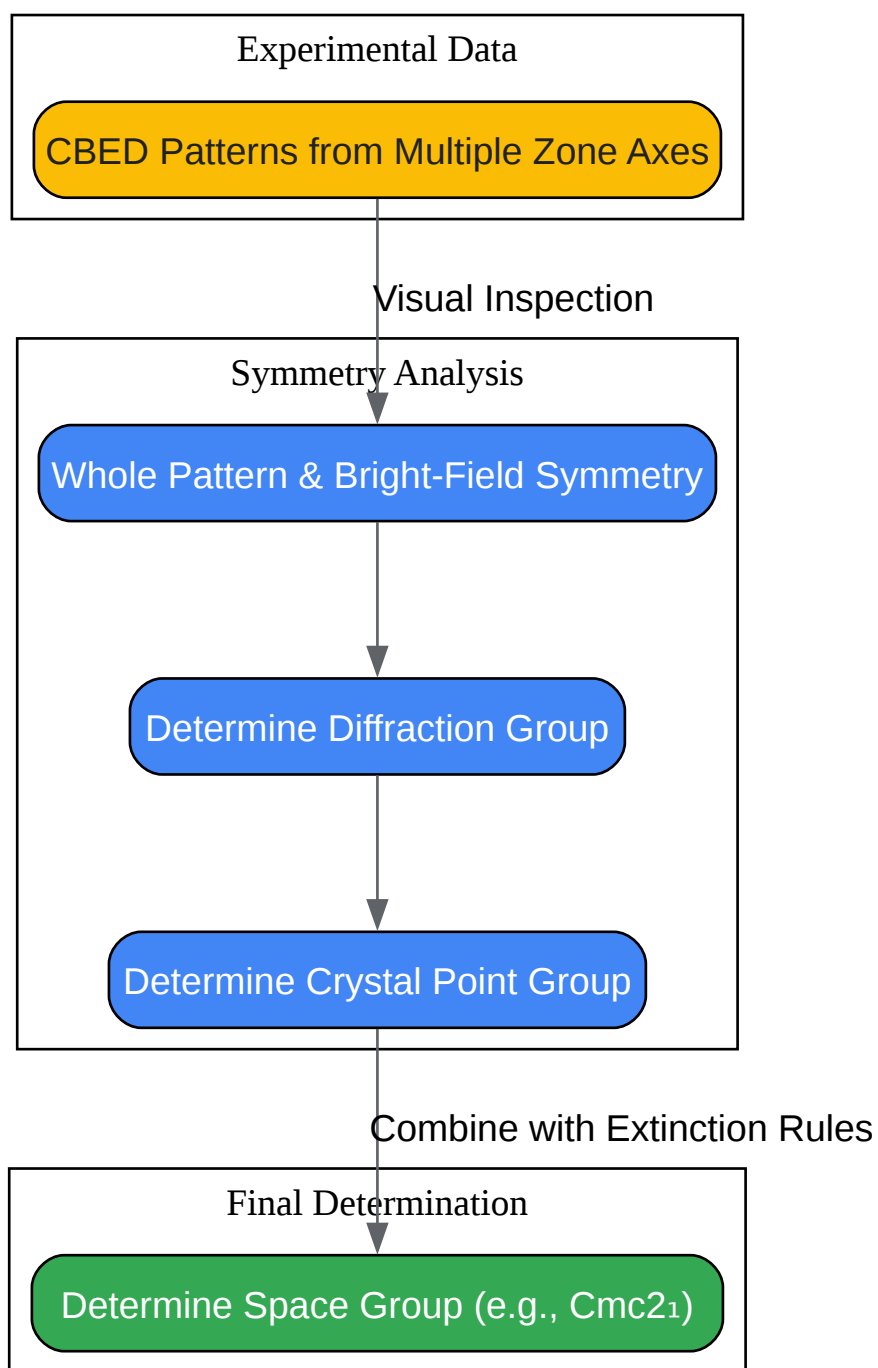 Experimental Data
CBED Patterns from Multiple Zone Axes
Visual Inspection
Symmetry Analysis
Whole Pattern & Bright-Field Symmetry
Determine Diffraction Group
Determine Crystal Point Group
Combine with Extinction Rules
Final Determination
Determine Space Group (e.g., Cmc2₁)